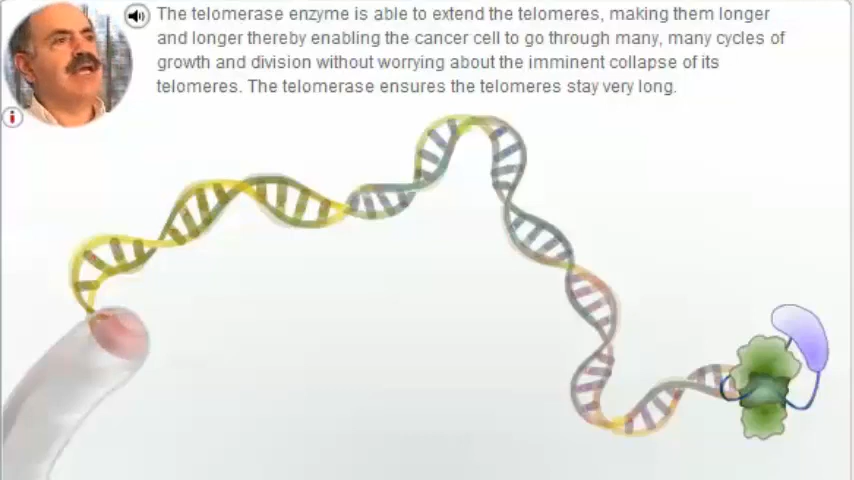 The telomerase enzyme is able to extend the telomeres, making them longer
and longer thereby enabling the cancer cell to go through many, many cycles of
growth and division without worrying about the imminent collapse of its
telomeres. The telomerase ensures the telomeres stay very long.
i